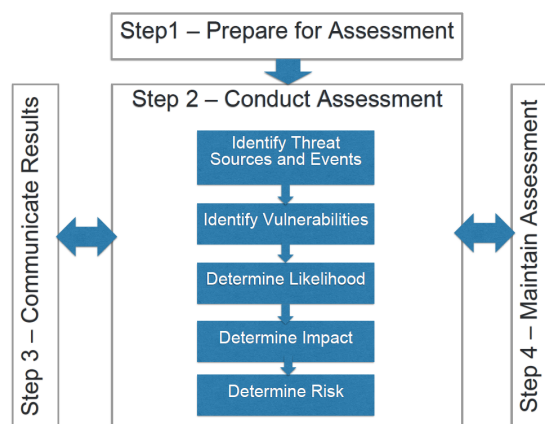 Step1 – Prepare for Assessment
Step 2 – Conduct Assessment
Identify Threat
Sources and Events
Identify Vulnerabilities
Determine Likelihood
Determine Impact
Determine Risk
Step 3 – Communicate Results
Step 4 – Maintain Assessment